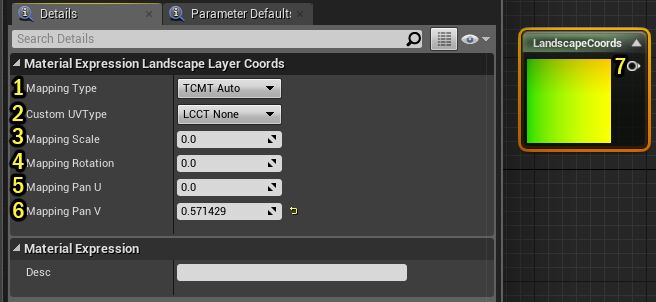 Details
Parameter Defaults
Search Details
Material Expression Landscape Layer Coords
1 Mapping Type TCMT Auto
2 Custom UVType LCCT None
3 Mapping Scale 0.0
4 Mapping Rotation 0.0
5 Mapping Pan U 0.0
6 Mapping Pan V 0.571429
Material Expression
Desc
LandscapeCoords
7